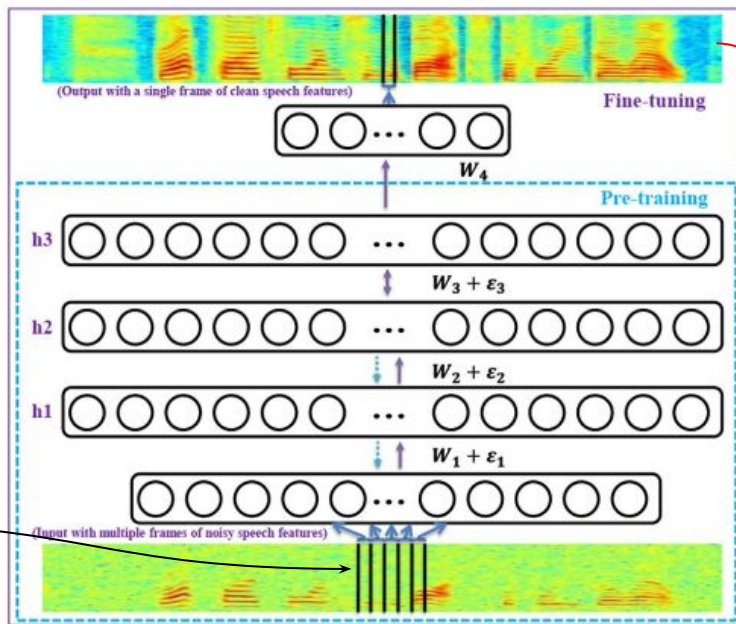 (Output with a single frame of clean speech features)
Fine-tuning
...
W₄
Pre-training
h3
...
W₃ + ε₃
h2
...
W₂ + ε₂
h1
...
W₁ + ε₁
...
(Input with multiple frames of noisy speech features)